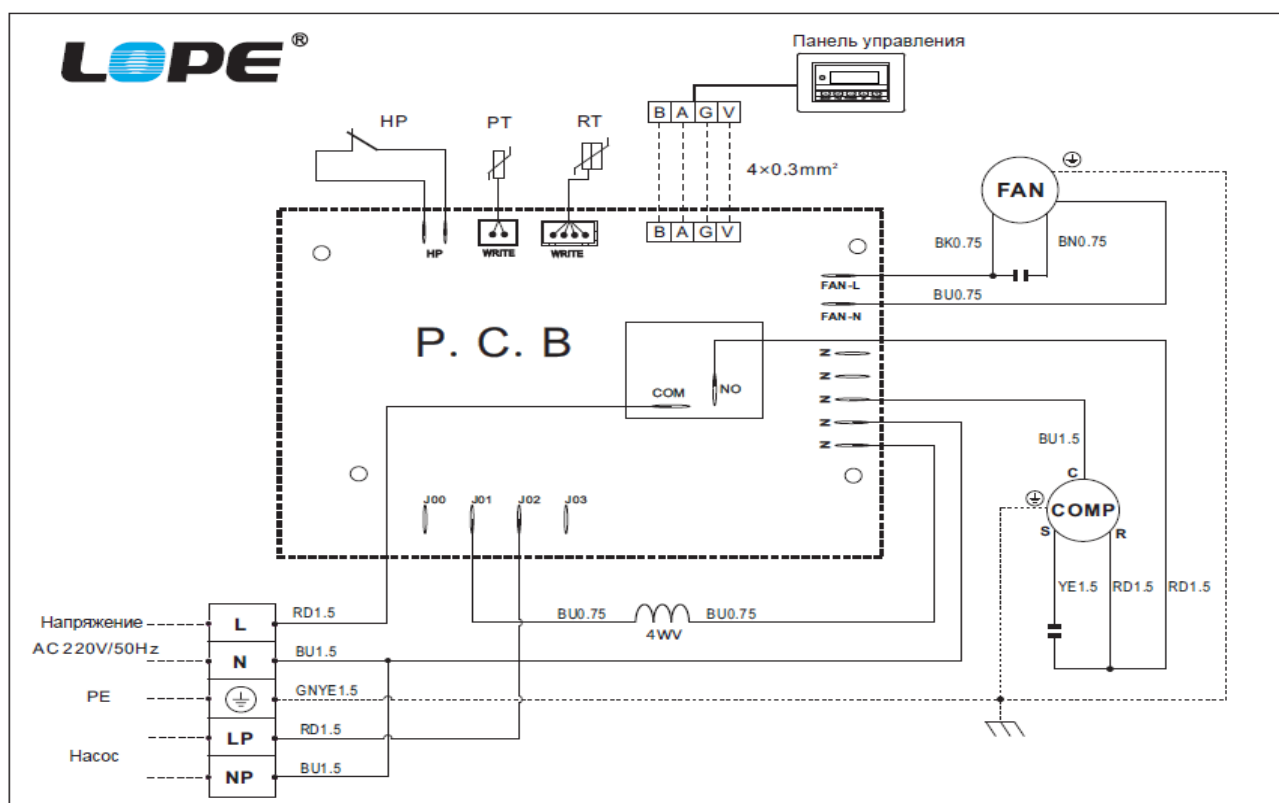 LOPE®
Панель управления
HP
PT
RT
B A G V
4×0.3mm²
FAN
B A G V
HP
WRITE
WRITE
BK0.75
BN0.75
FAN-L
BU0.75
FAN-N
P. C. B
N
N
N
N
N
COM
NO
BU1.5
C
COMP
S
R
J00
J01
J02
J03
YE1.5
RD1.5
RD1.5
Напряжение
AC 220V/50Hz
L
RD1.5
BU0.75
4WV
BU0.75
N
BU1.5
PE
GNYE1.5
Насос
LP
RD1.5
NP
BU1.5